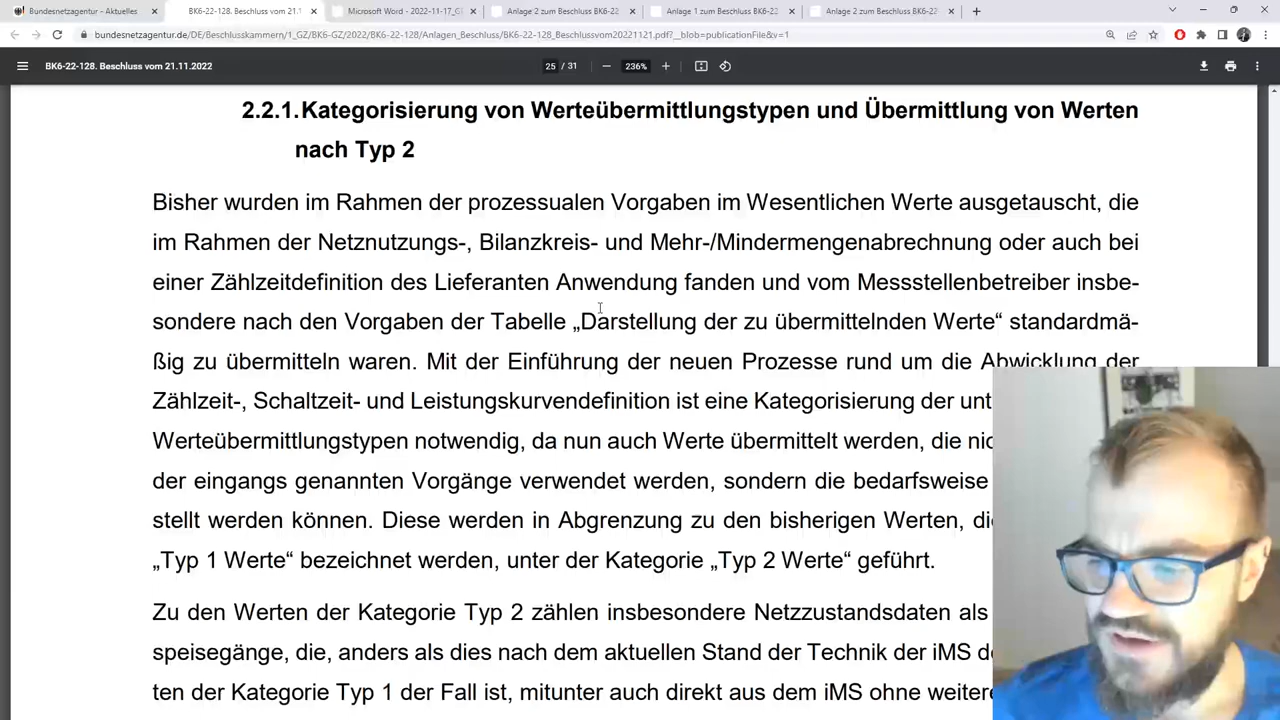 Bundesnetzagentur - Aktuelles
BK6-22-128. Beschluss vom 21.1
Microsoft Word - 2022-11-17_G
Anlage 2 zum Beschluss BK6-22
Anlage 1 zum Beschluss BK6-22
Anlage 2 zum Beschluss BK6-22
bundesnetzagentur.de/DE/Beschlusskammern/1_GZ/BK6-GZ/2022/BK6-22-128/Anlagen_Beschluss/BK6-22-128_Beschlussvom20221121.pdf?__blob=publicationFile&v=1
BK6-22-128. Beschluss vom 21.11.2022
25 / 31
236%
2.2.1. Kategorisierung von Werteübermittlungstypen und Übermittlung von Werten
nach Typ 2
Bisher wurden im Rahmen der prozessualen Vorgaben im Wesentlichen Werte ausgetauscht, die
im Rahmen der Netznutzungs-, Bilanzkreis- und Mehr-/Mindermengenabrechnung oder auch bei
einer Zählzeitdefinition des Lieferanten Anwendung fanden und vom Messstellenbetreiber insbe-
sondere nach den Vorgaben der Tabelle „Darstellung der zu übermittelnden Werte“ standardmä-
ßig zu übermitteln waren. Mit der Einführung der neuen Prozesse rund um die Abwicklung der
Zählzeit-, Schaltzeit- und Leistungskurvendefinition ist eine Kategorisierung der
Werteübermittlungstypen notwendig, da nun auch Werte übermittelt werden, die
der eingangs genannten Vorgänge verwendet werden, sondern die bedarfsweise
stellt werden können. Diese werden in Abgrenzung zu den bisherigen Werten,
„Typ 1 Werte“ bezeichnet werden, unter der Kategorie „Typ 2 Werte“ geführt.
Zu den Werten der Kategorie Typ 2 zählen insbesondere Netzzustandsdaten als
speisegänge, die, anders als dies nach dem aktuellen Stand der Technik der iMS
ten der Kategorie Typ 1 der Fall ist, mitunter auch direkt aus dem iMS ohne